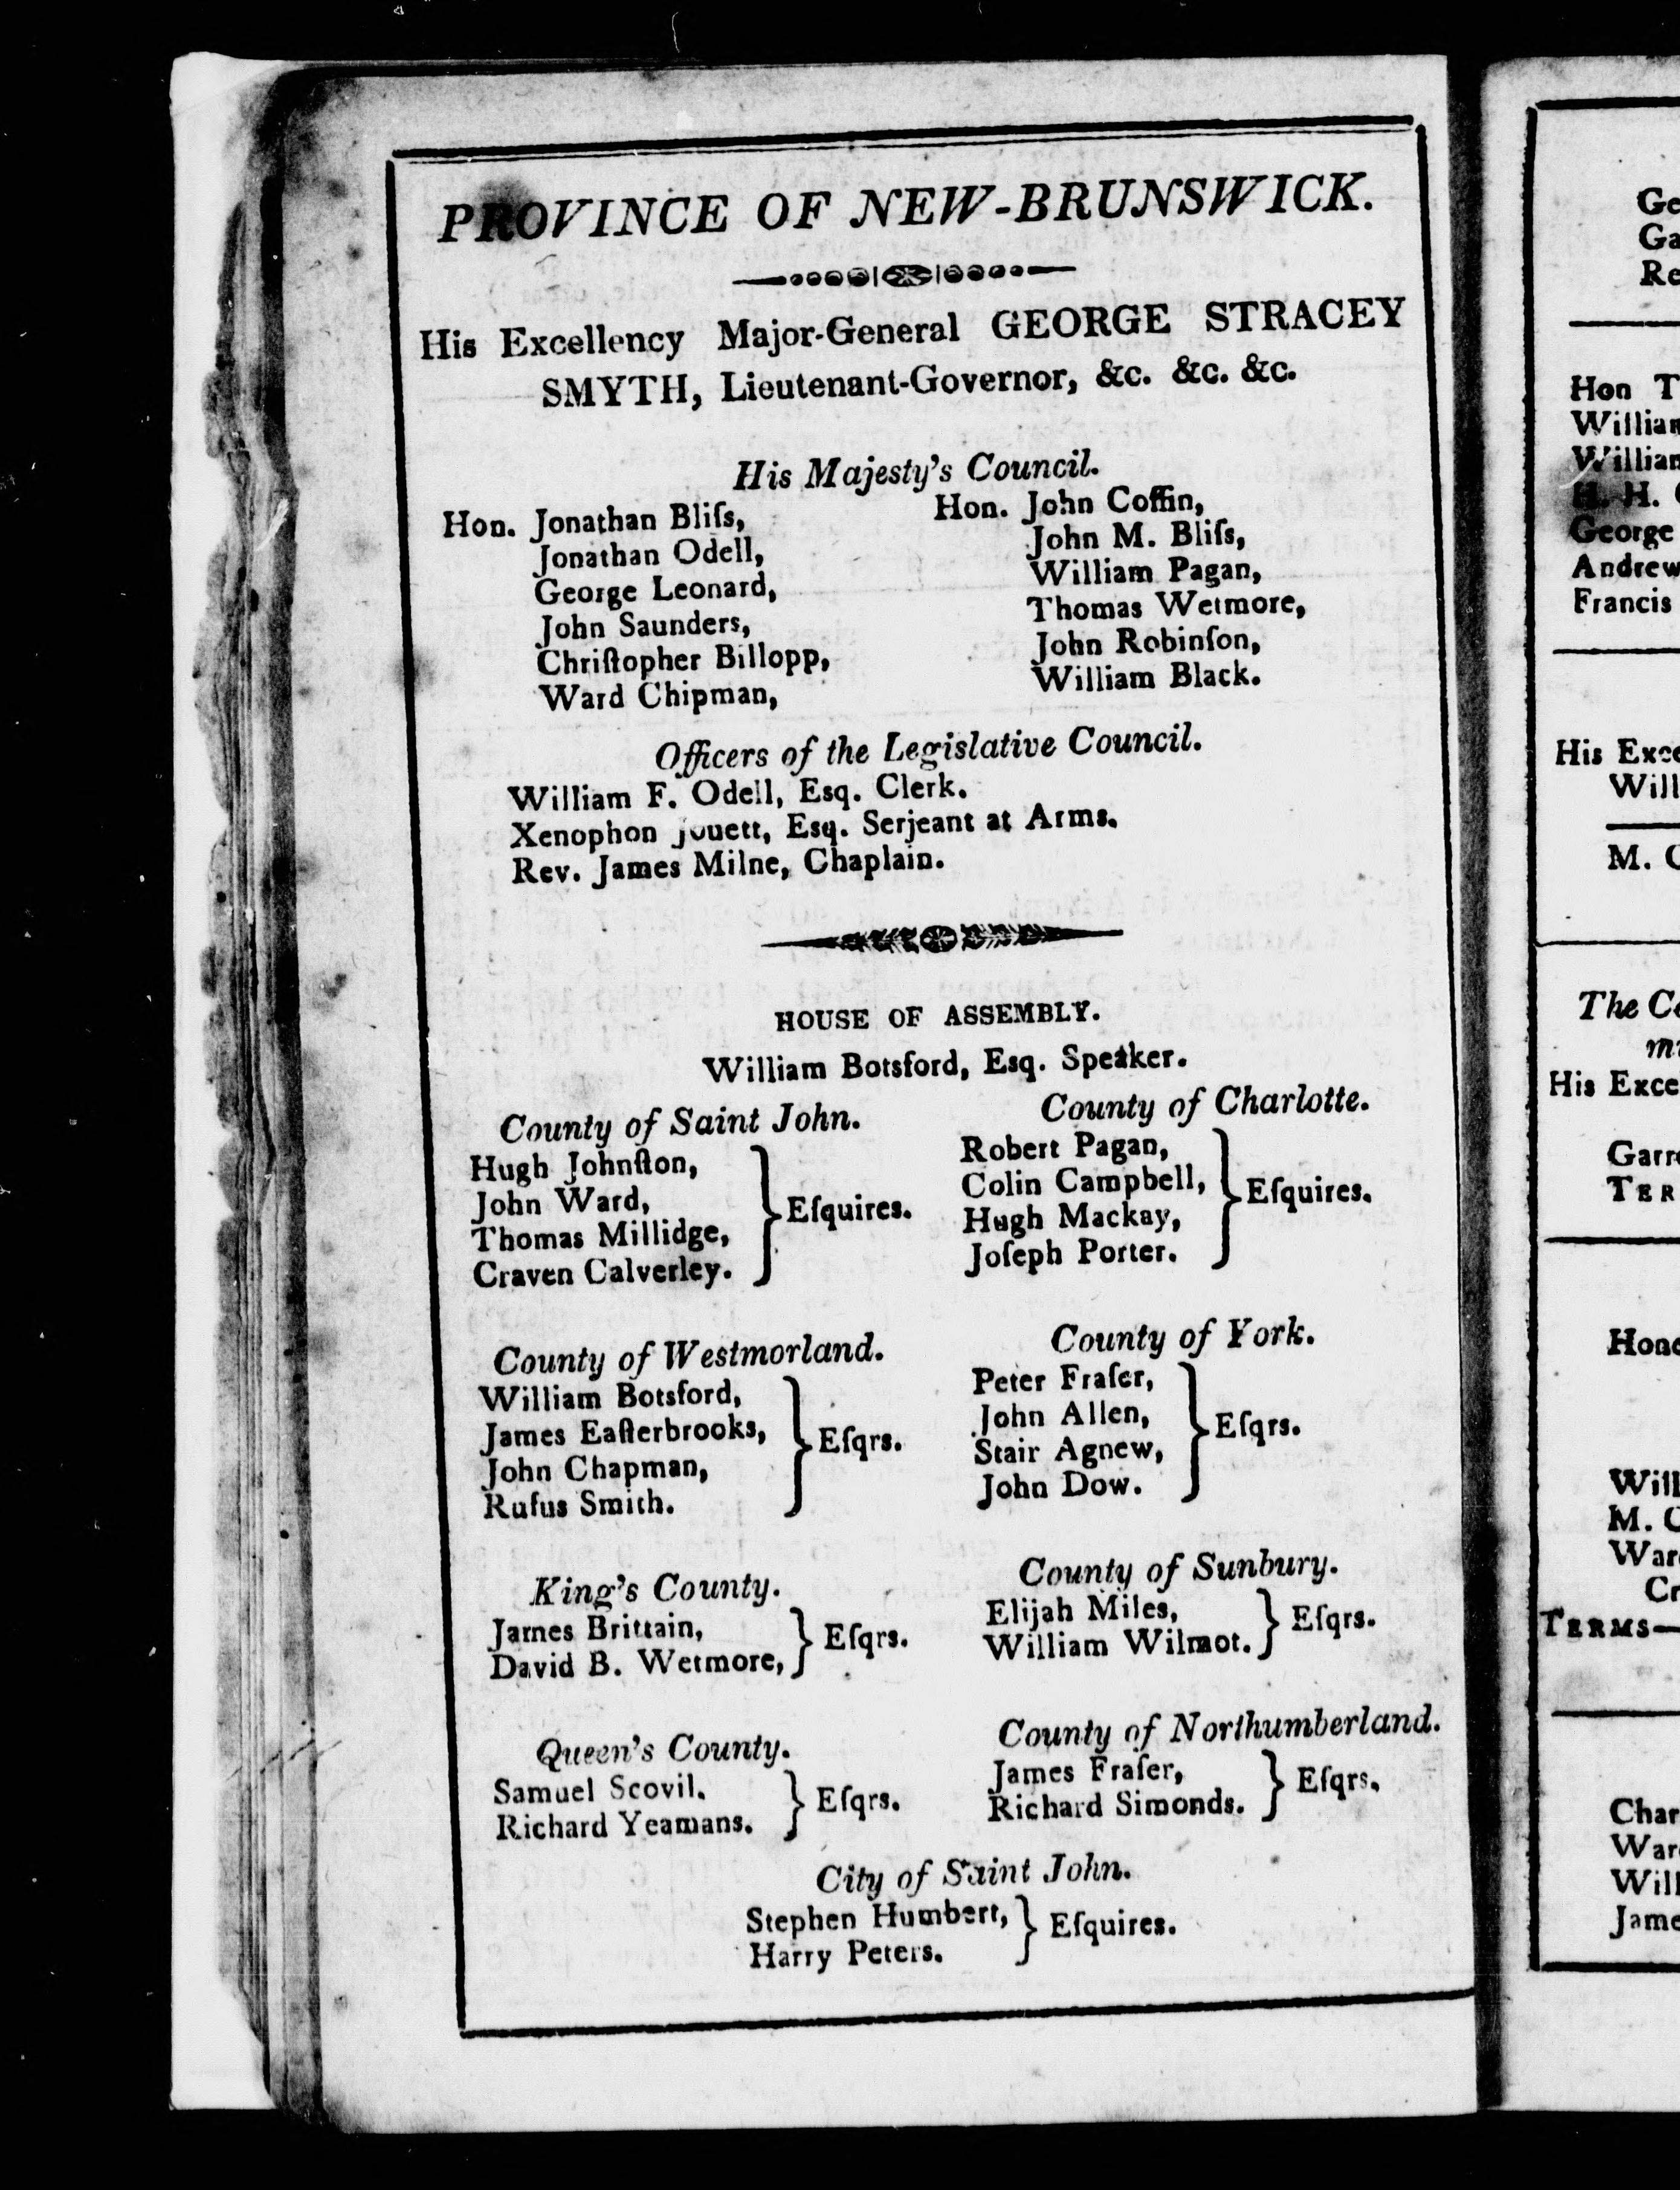 PROVINCE OF NEW-BRUNSWICK.
His Excellency Major-General GEORGE STRACEY
SMYTH, Lieutenant-Governor, &c. &c. &c.
His Majesty's Council.
Hon. Jonathan Bliſs,
Jonathan Odell,
George Leonard,
John Saunders,
Chriſtopher Billopp,
Ward Chipman,
Hon. John Coffin,
John M. Bliſs,
William Pagan,
Thomas Wetmore,
John Robinſon,
William Black.
Officers of the Legislative Council.
William F. Odell, Esq. Clerk.
Xenophon Jouett, Esq. Serjeant at Arms.
Rev. James Milne, Chaplain.
HOUSE OF ASSEMBLY.
William Botsford, Esq. Speaker.
County of Saint John.
Hugh Johnſton,
John Ward,
Thomas Millidge,
Craven Calverley.
Eſquires.
County of Charlotte.
Robert Pagan,
Colin Campbell,
Hugh Mackay,
Joſeph Porter.
Eſquires.
County of Westmorland.
William Botsford,
James Eaſterbrooks,
John Chapman,
Rufus Smith.
Eſqrs.
County of York.
Peter Fraſer,
John Allen,
Stair Agnew,
John Dow.
Eſqrs.
King's County.
James Brittain,
David B. Wetmore,
Eſqrs.
County of Sunbury.
Elijah Miles,
William Wilmot.
Eſqrs.
Queen's County.
Samuel Scovil.
Richard Yeamans.
Eſqrs.
County of Northumberland.
James Fraſer,
Richard Simonds.
Eſqrs.
City of Saint John.
Stephen Humbert,
Harry Peters.
Eſquires.
Hon T
H. H.
George
Andrew
Francis
His
M.
The
His
TERMS—